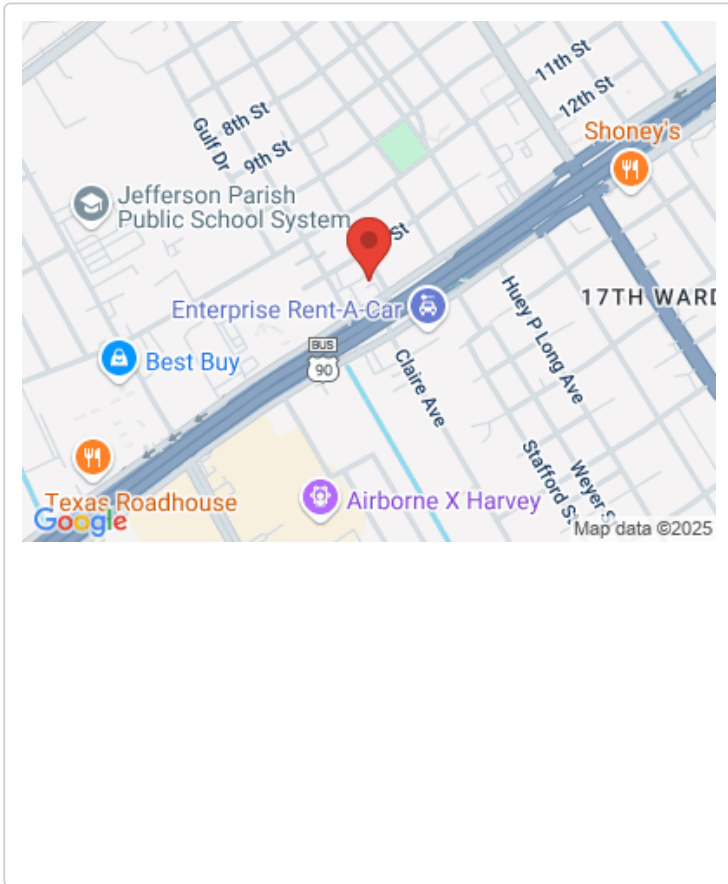 11th St
12th St
8th St
Gulf Dr
9th St
Shoney's
Jefferson Parish
Public School System
St
17TH WARD
Huey P Long Ave
Enterprise Rent-A-Car
BUS
90
Best Buy
Claire Ave
Stafford St
Weyer S
Texas Roadhouse
Airborne X Harvey
Google
Map data ©2025